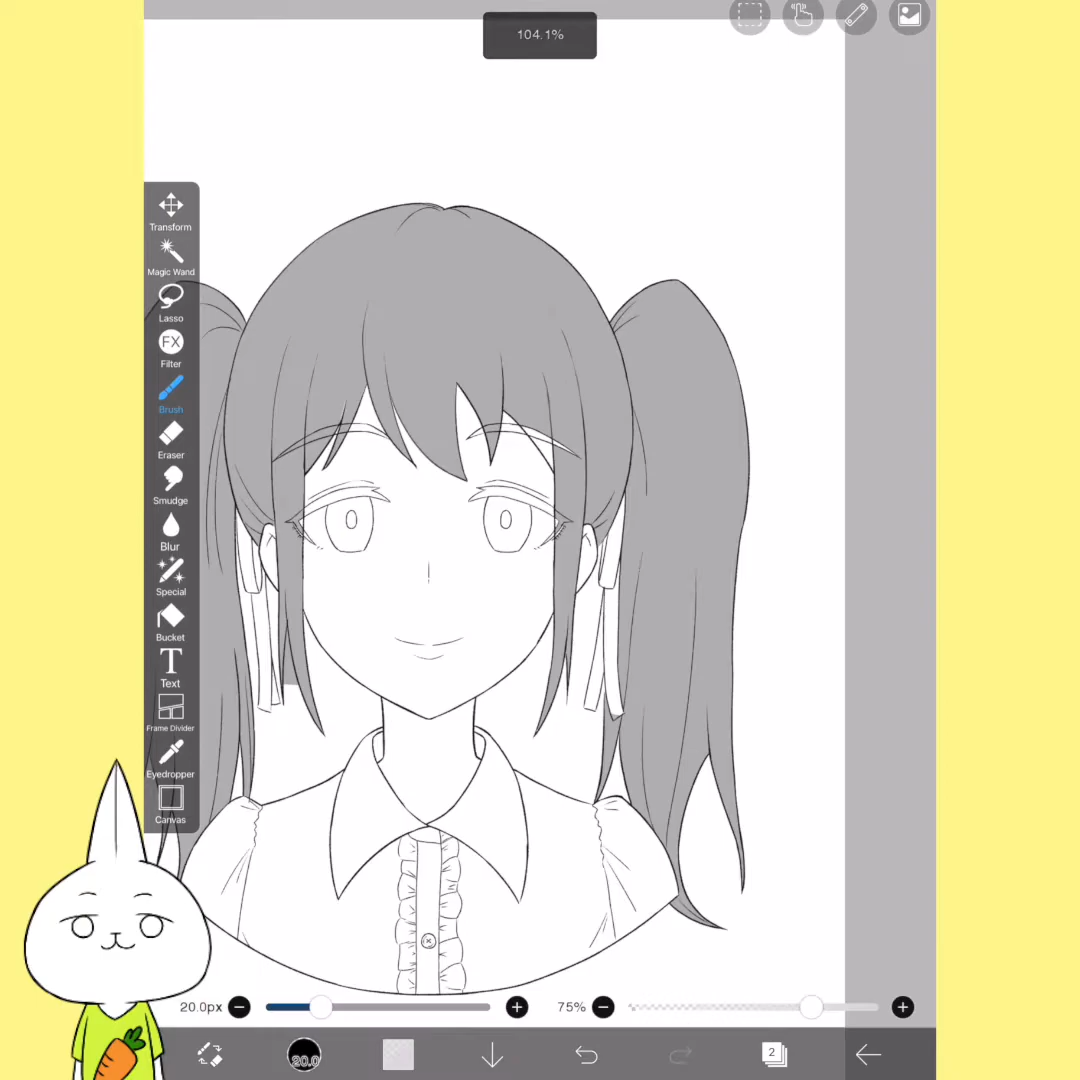 104.1%
Transform
Magic Wand
Lasso
FX
Filter
Brush
Eraser
Smudge
Blur
Special
Bucket
T
Text
Frame Divider
Eyedropper
Canvas
20.0px
75%
20.0
2